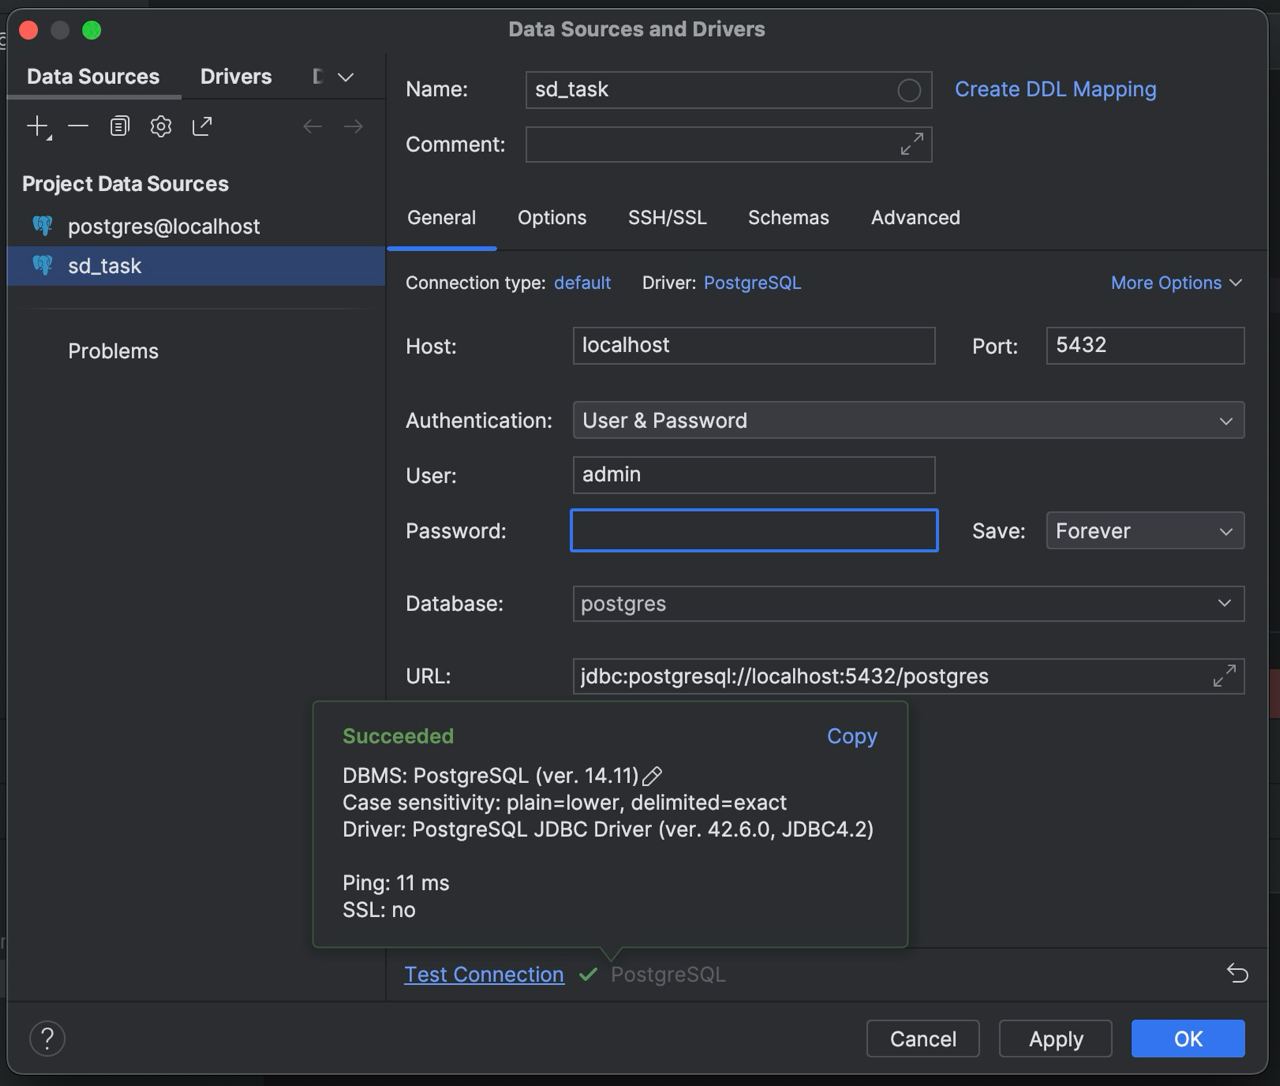 Data Sources and Drivers
Data Sources
Drivers
Project Data Sources
postgres@localhost
sd_task
Problems
Name: sd_task Create DDL Mapping
Comment:
General Options SSH/SSL Schemas Advanced
Connection type: default Driver: PostgreSQL More Options
Host: localhost Port: 5432
Authentication: User & Password
User: admin
Password: Save: Forever
Database: postgres
URL: jdbc:postgresql://localhost:5432/postgres
Succeeded Copy
DBMS: PostgreSQL (ver. 14.11)
Case sensitivity: plain=lower, delimited=exact
Driver: PostgreSQL JDBC Driver (ver. 42.6.0, JDBC4.2)
Ping: 11 ms
SSL: no
Test Connection PostgreSQL
? Cancel Apply OK